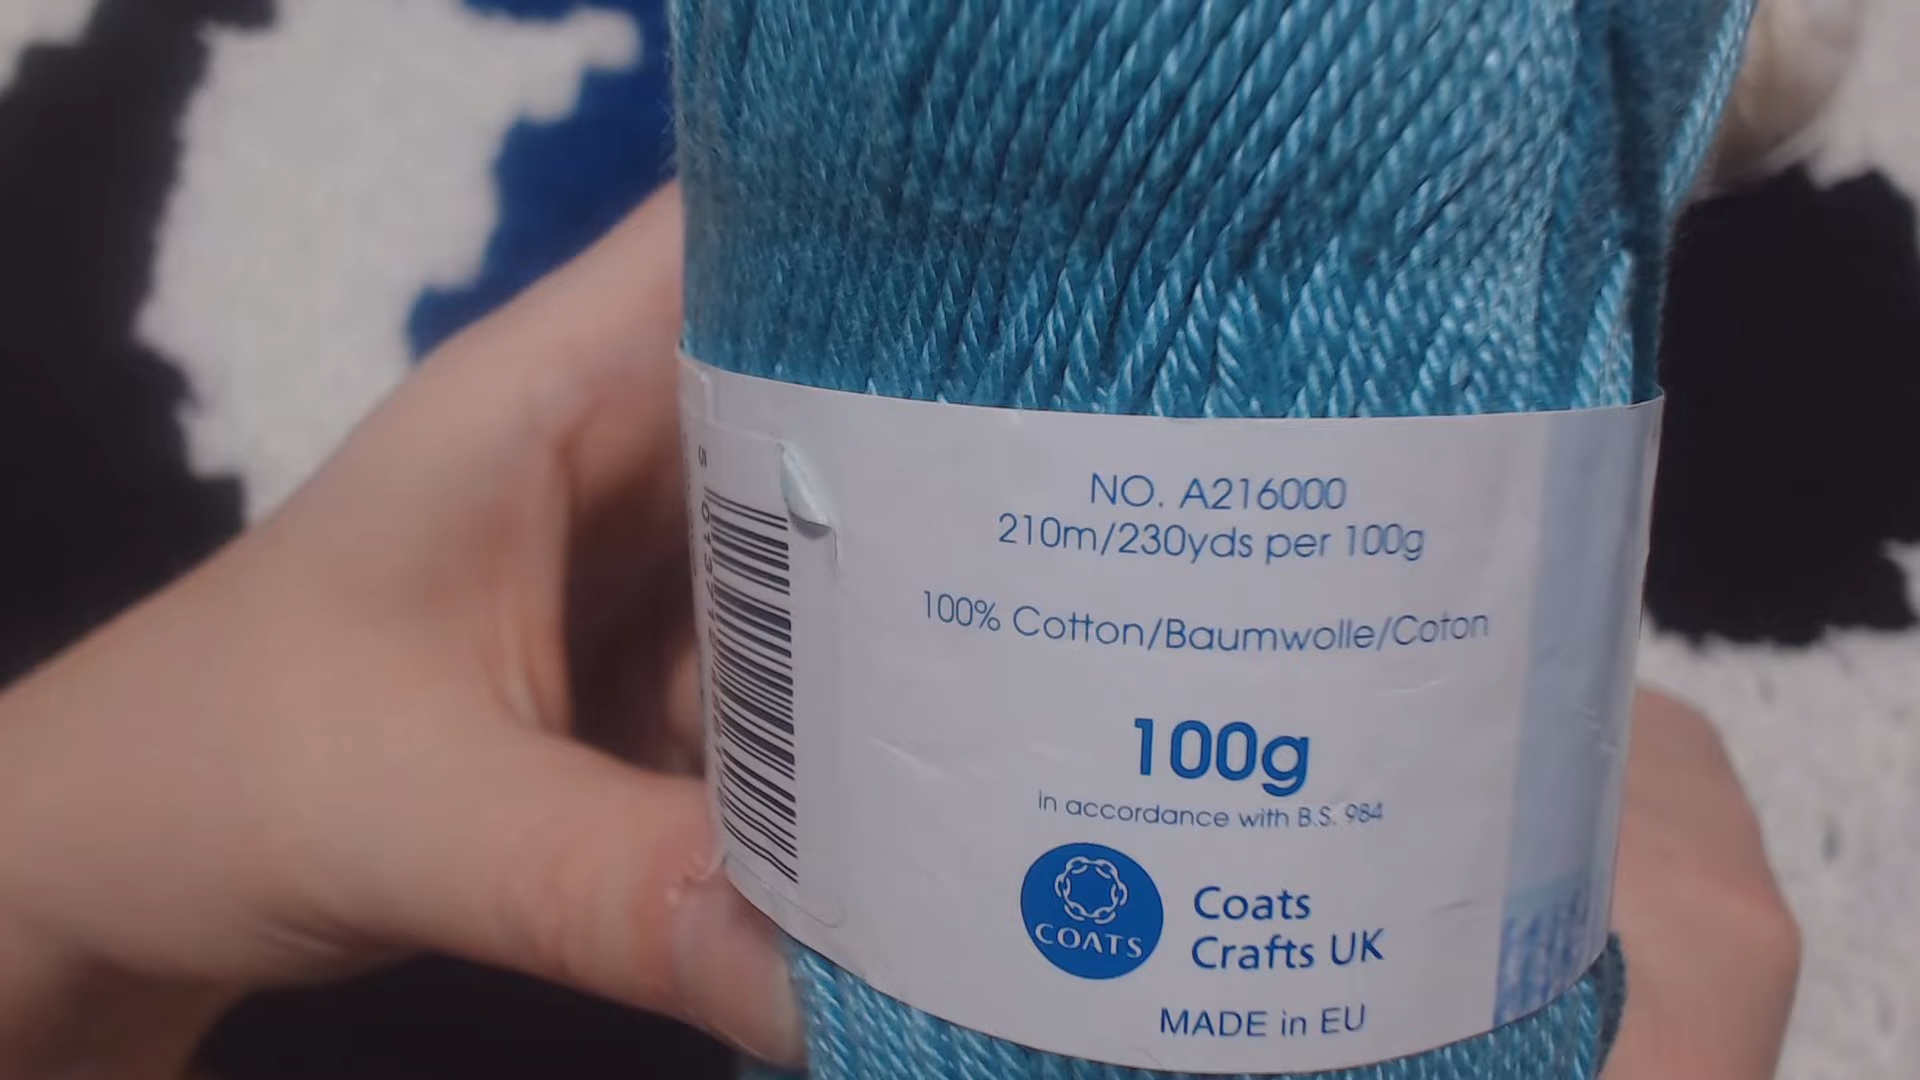 NO. A216000
210m/230yds per 100g
100% Cotton/Baumwolle/Coton
100g
in accordance with B.S. 984
COATS
Coats
Crafts UK
MADE in EU